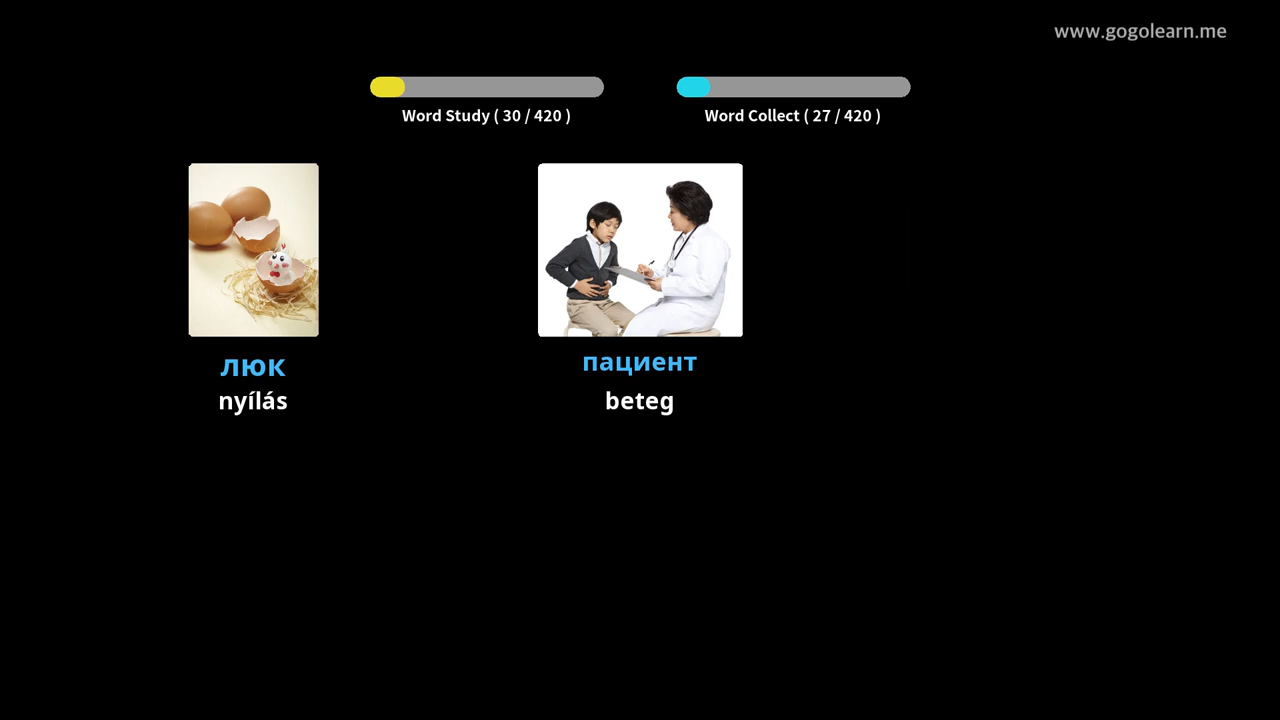 www.gogolearn.me
Word Study ( 30 / 420 )
Word Collect ( 27 / 420 )
люк
nyílás
пациент
beteg